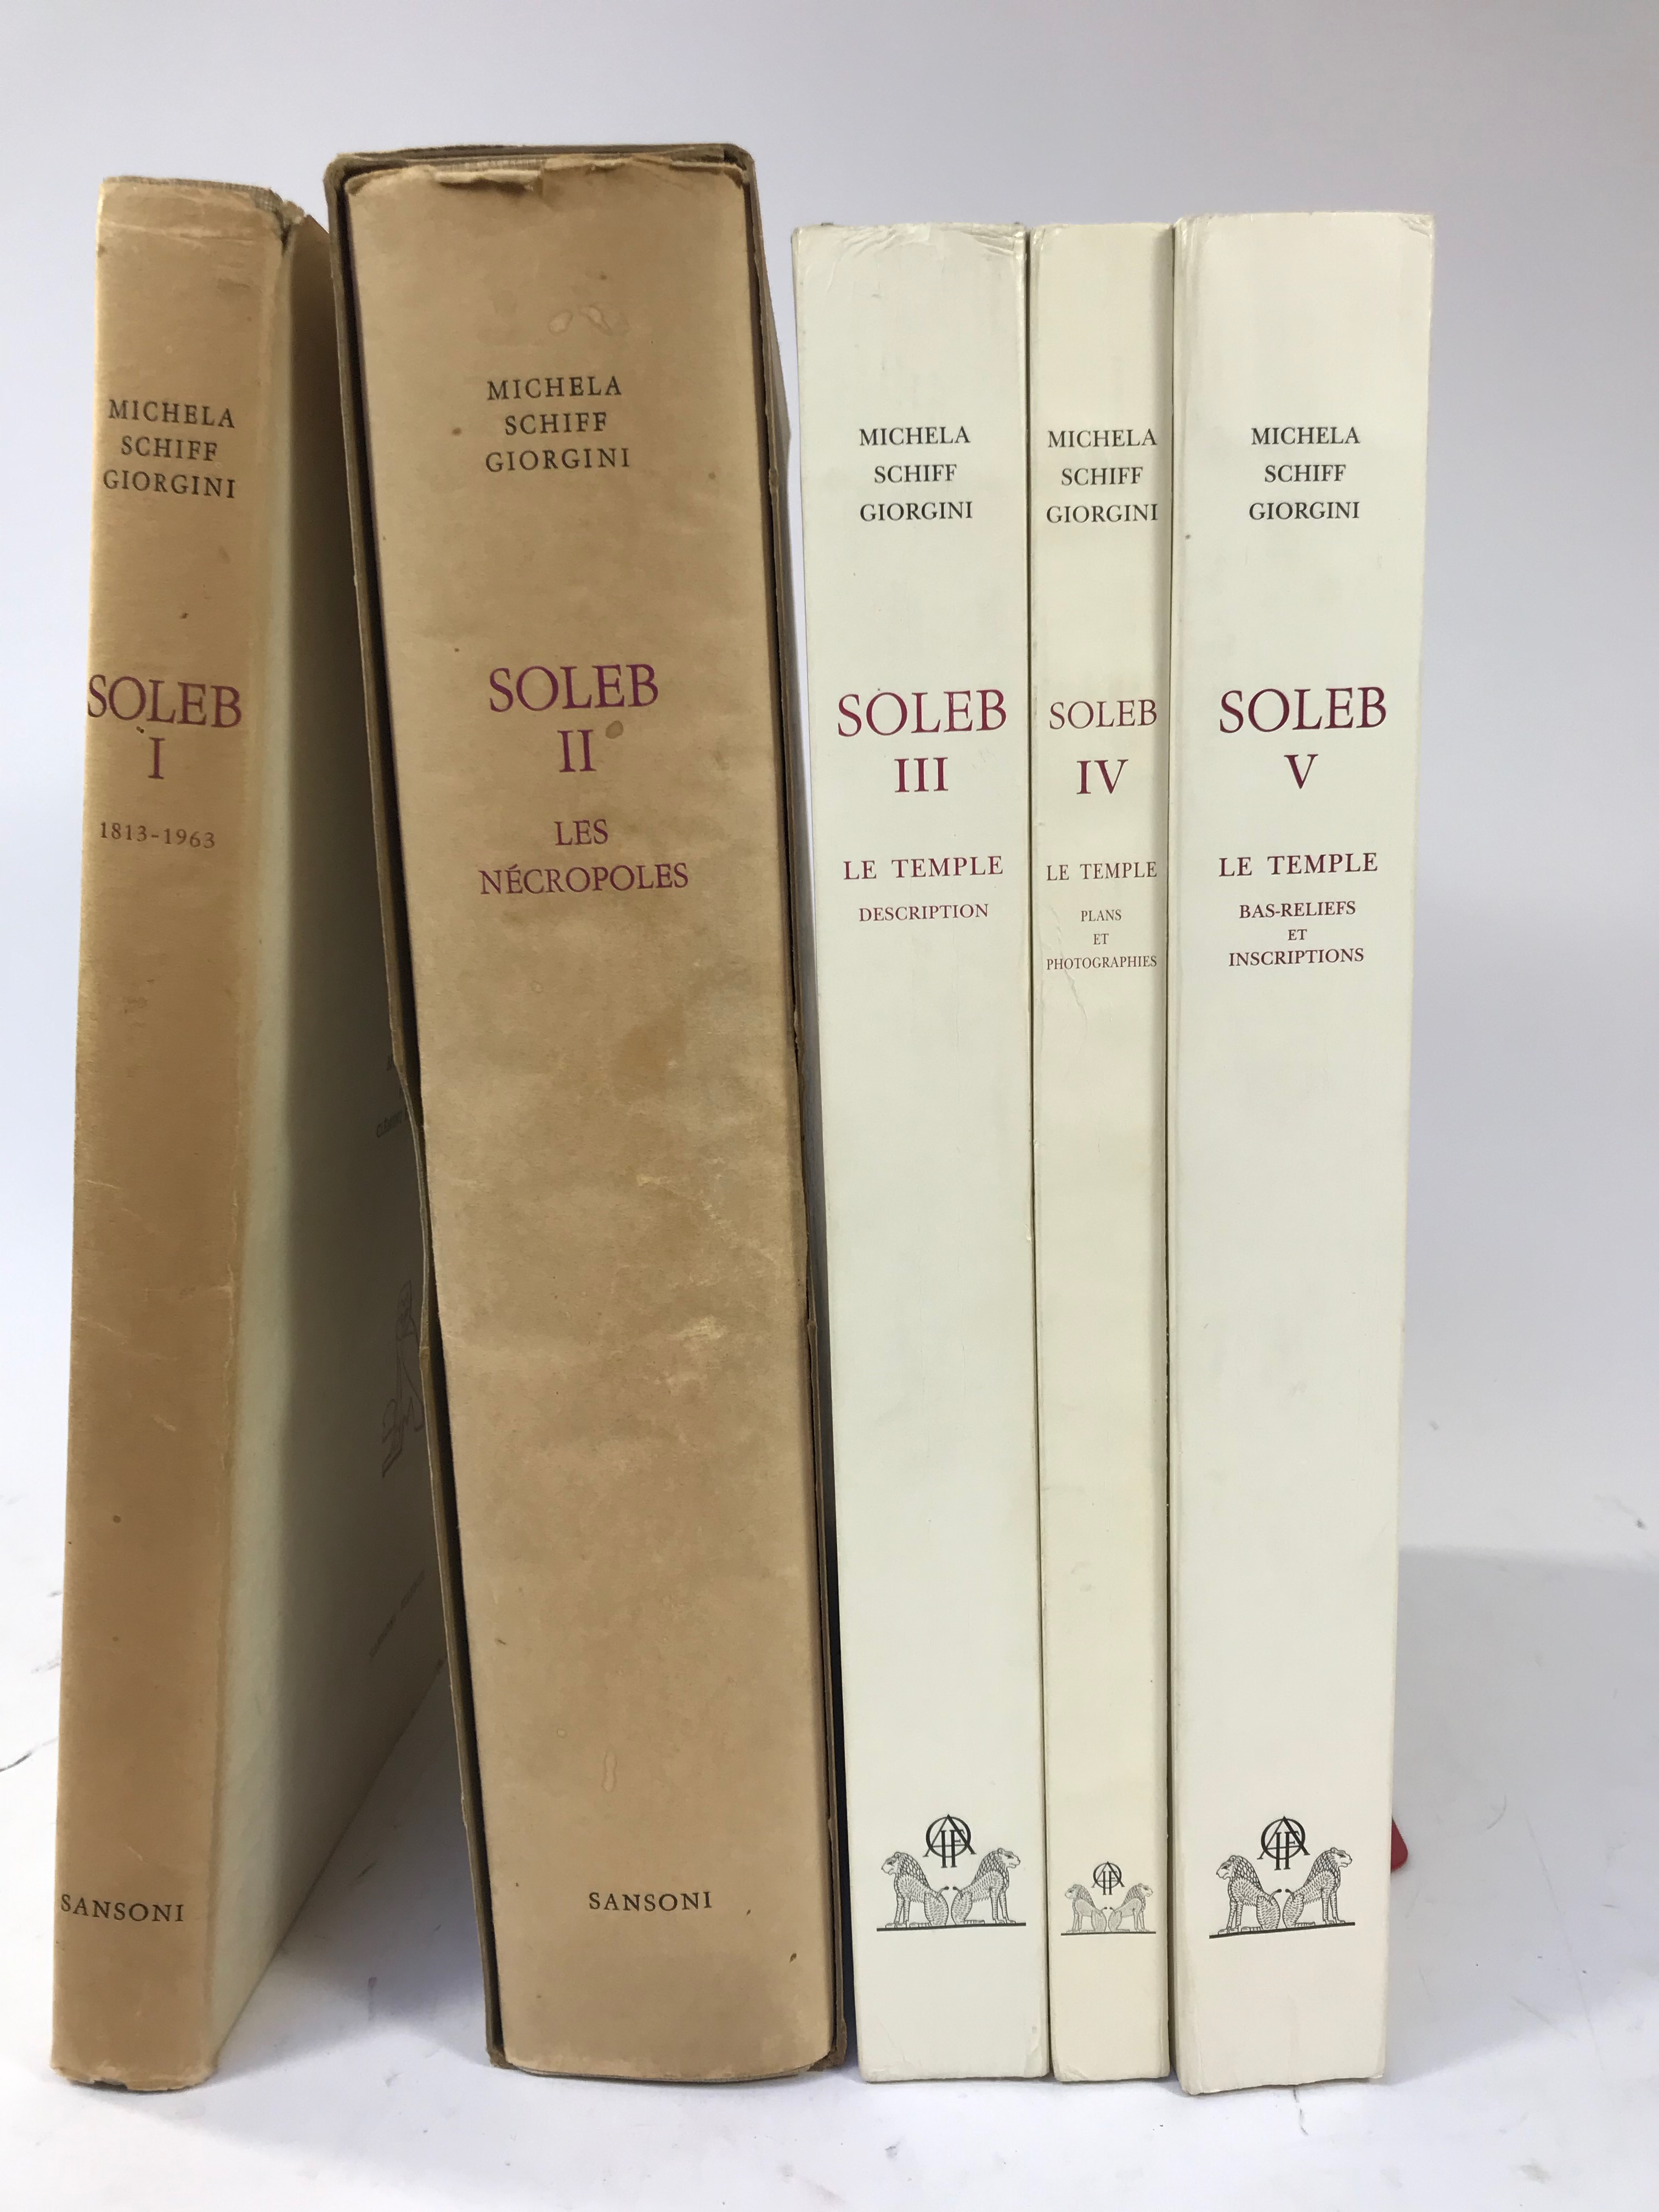 MICHELA
SCHIFF
GIORGINI
SOLEB
I
1813-1963
SANSONI
MICHELA
SCHIFF
GIORGINI
SOLEB
II
LES
NÉCROPOLES
SANSONI
MICHELA
SCHIFF
GIORGINI
SOLEB
III
LE TEMPLE
DESCRIPTION
MICHELA
SCHIFF
GIORGINI
SOLEB
IV
LE TEMPLE
PLANS
ET
PHOTOGRAPHIES
MICHELA
SCHIFF
GIORGINI
SOLEB
V
LE TEMPLE
BAS-RELIEFS
ET
INSCRIPTIONS